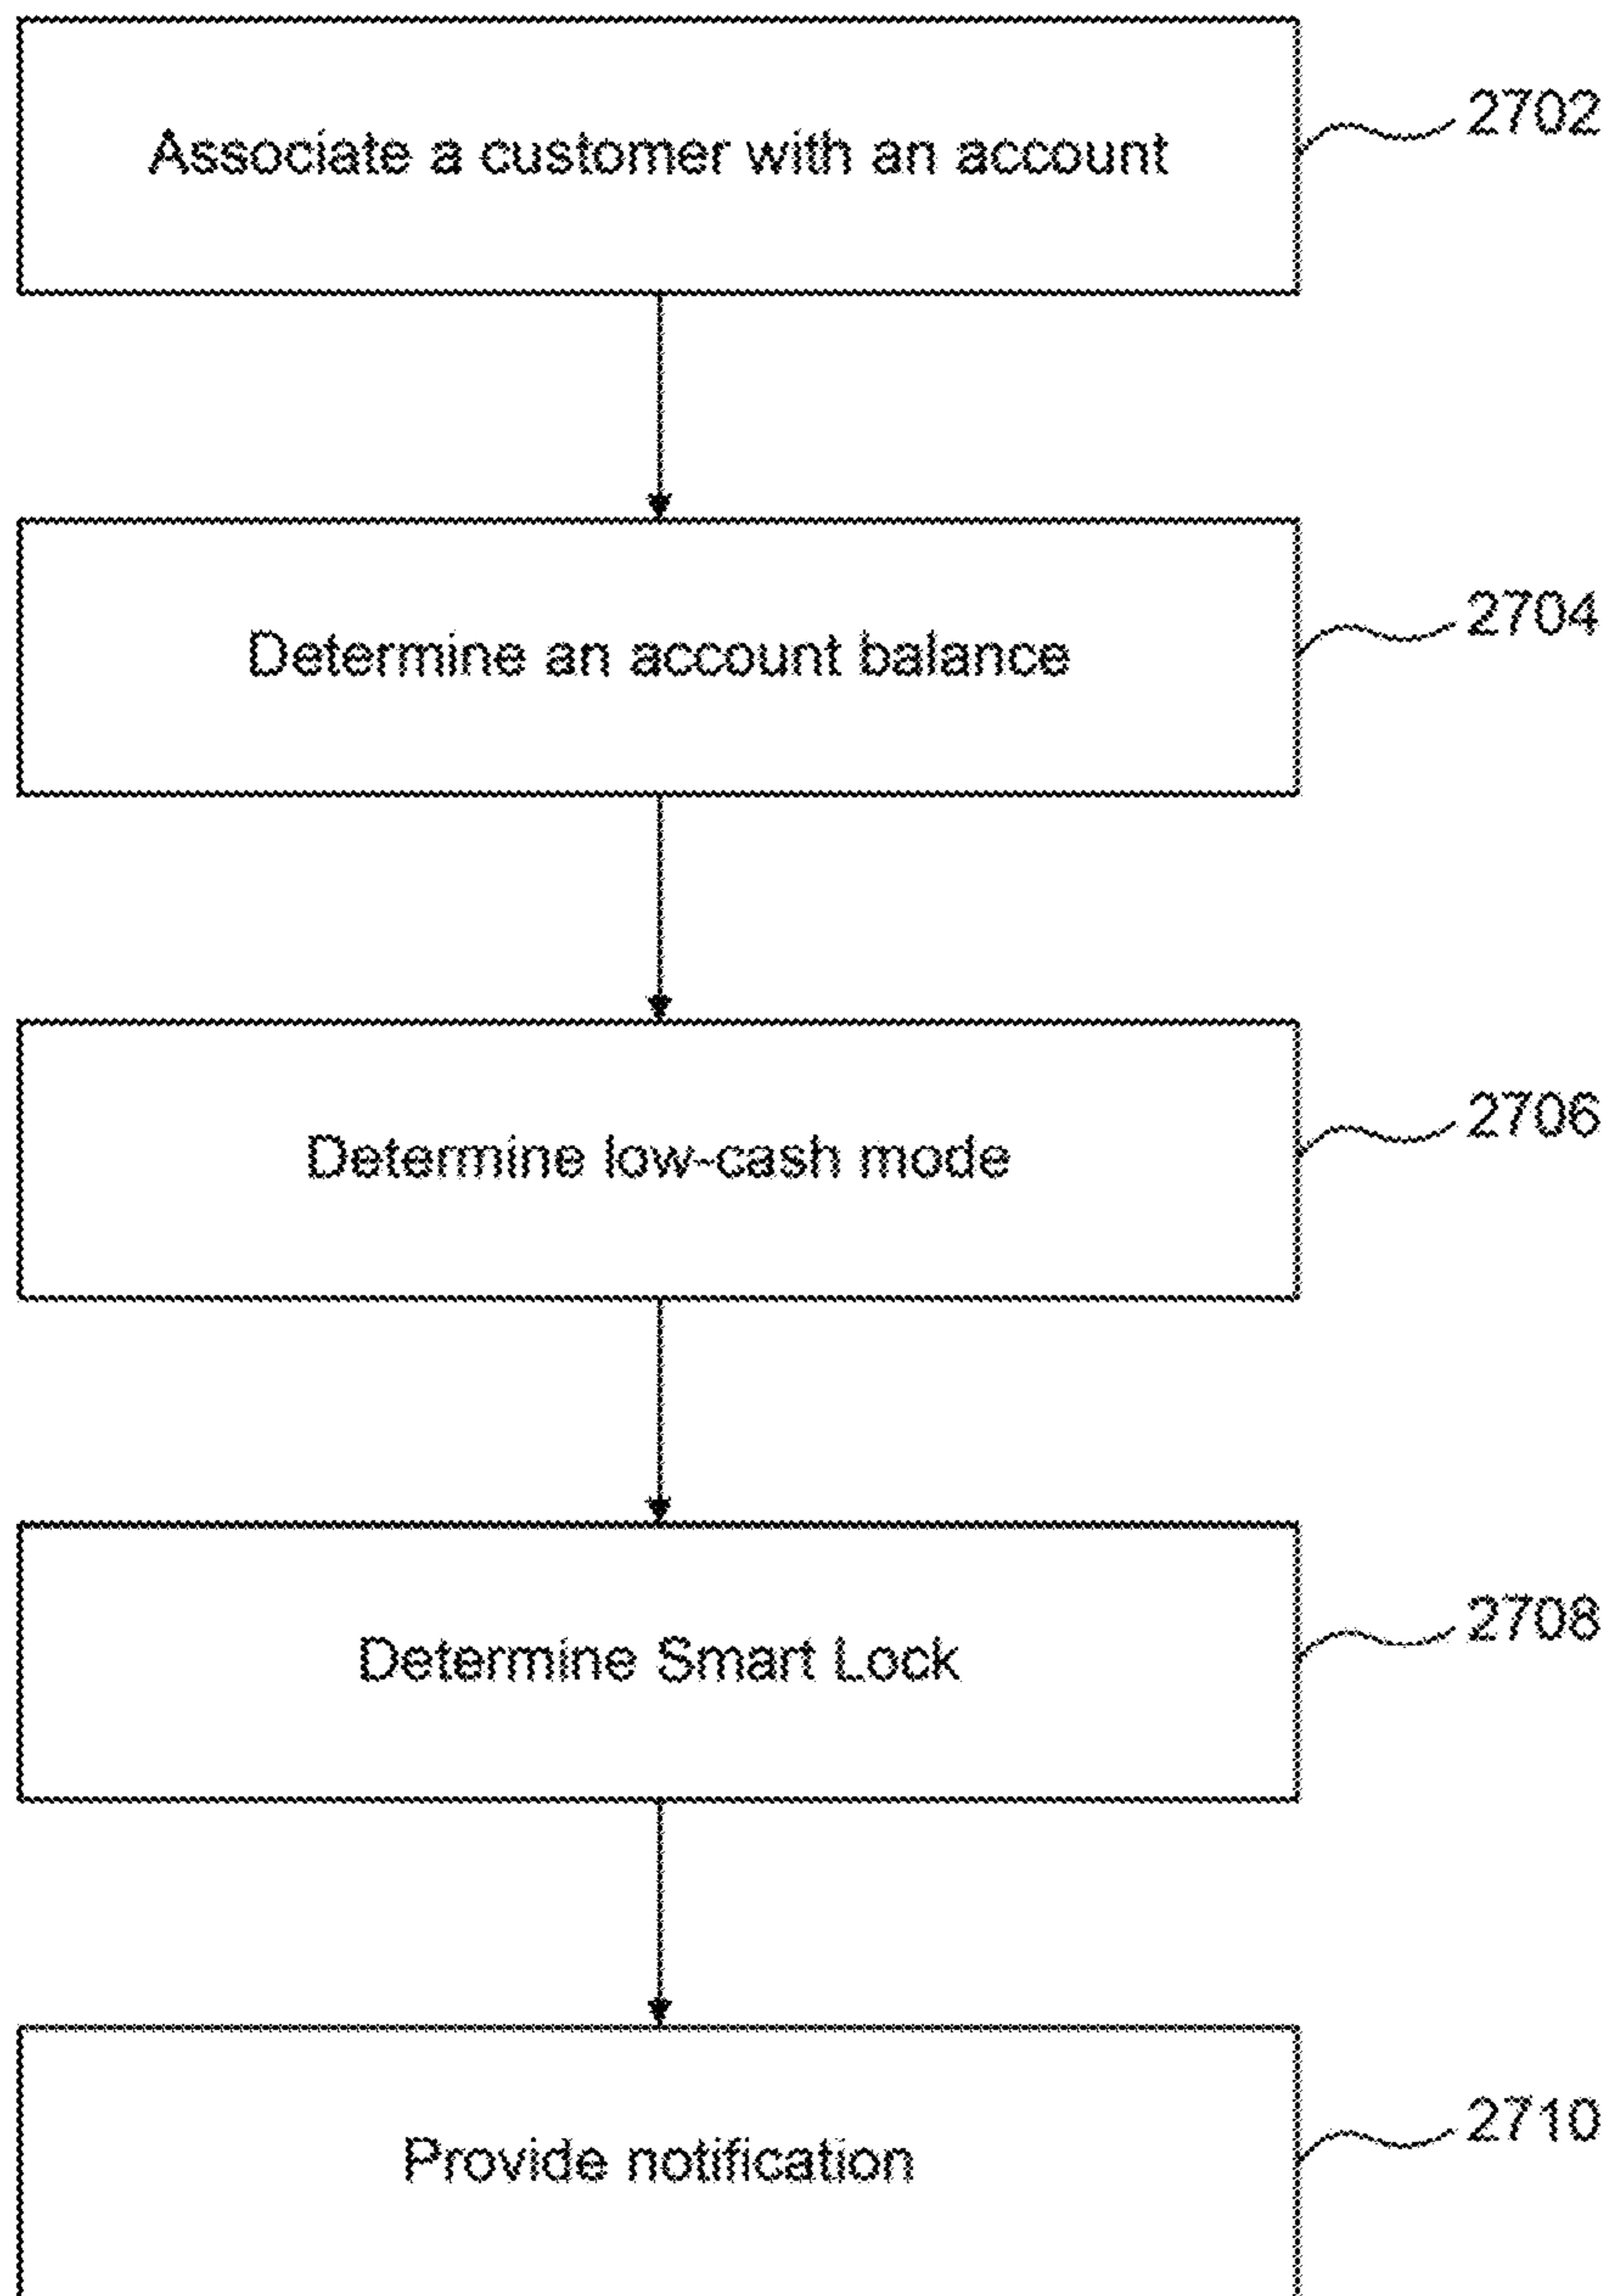 Associate a customer with an account
2702
Determine an account balance
2704
Determine low-cash mode
2706
Determine Smart Lock
2708
Provide notification
2710